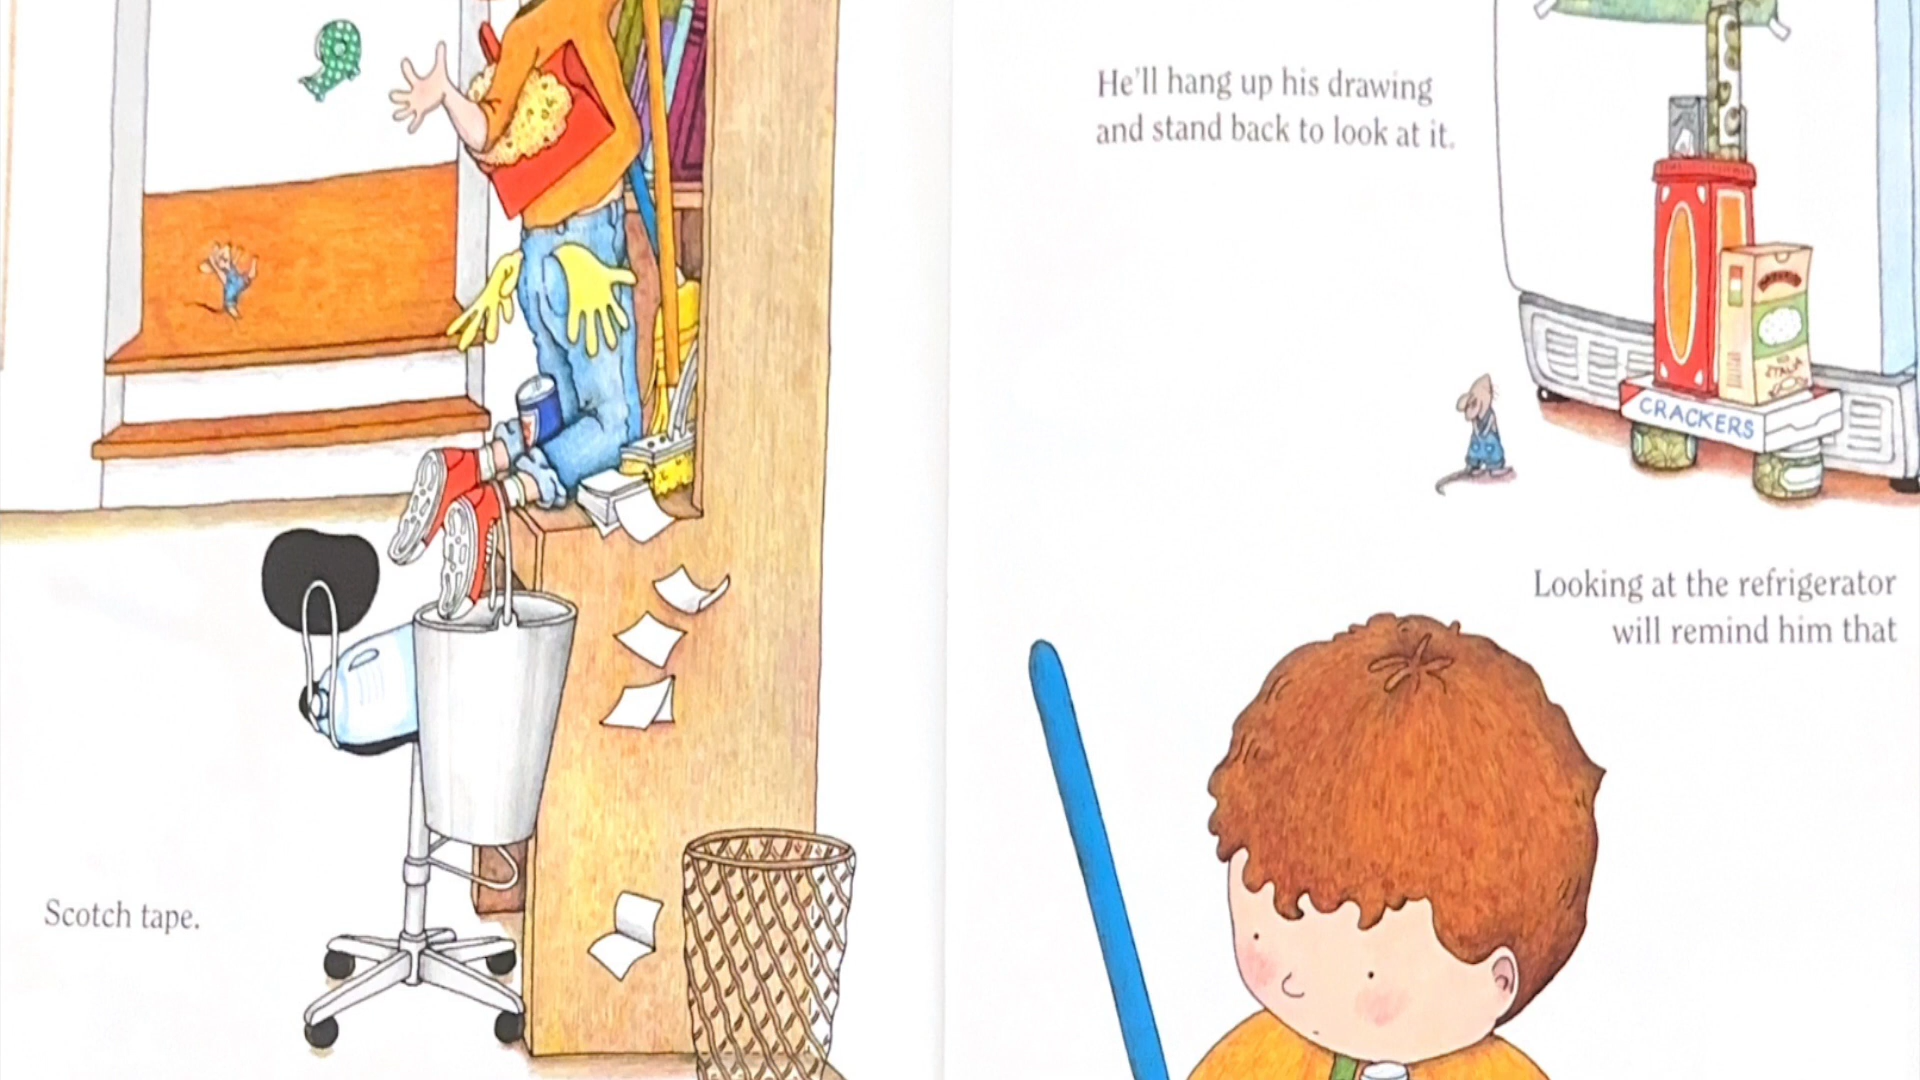 Scotch tape.
He'll hang up his drawing
and stand back to look at it.
CRACKERS
ITALIA
Looking at the refrigerator
will remind him that